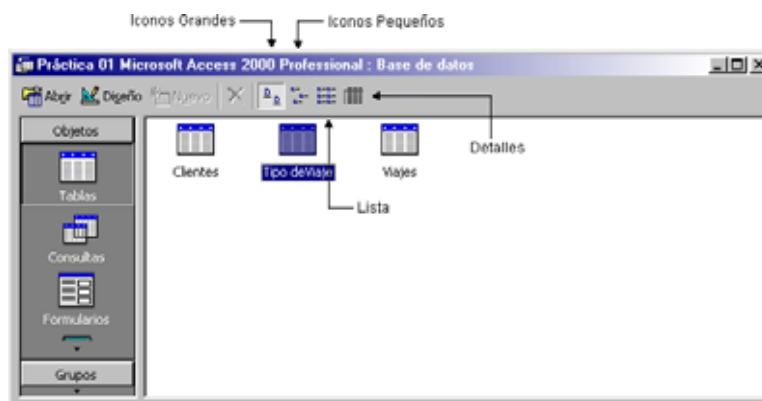 Iconos Grandes
Iconos Pequeños
Práctica 01 Microsoft Access 2000 Professional : Base de datos
Abrir Diseño Nuevo
Objetos
Tablas
Consultas
Formularios
Grupos
Clientes
Tipo deViaje
Viajes
Detalles
Lista